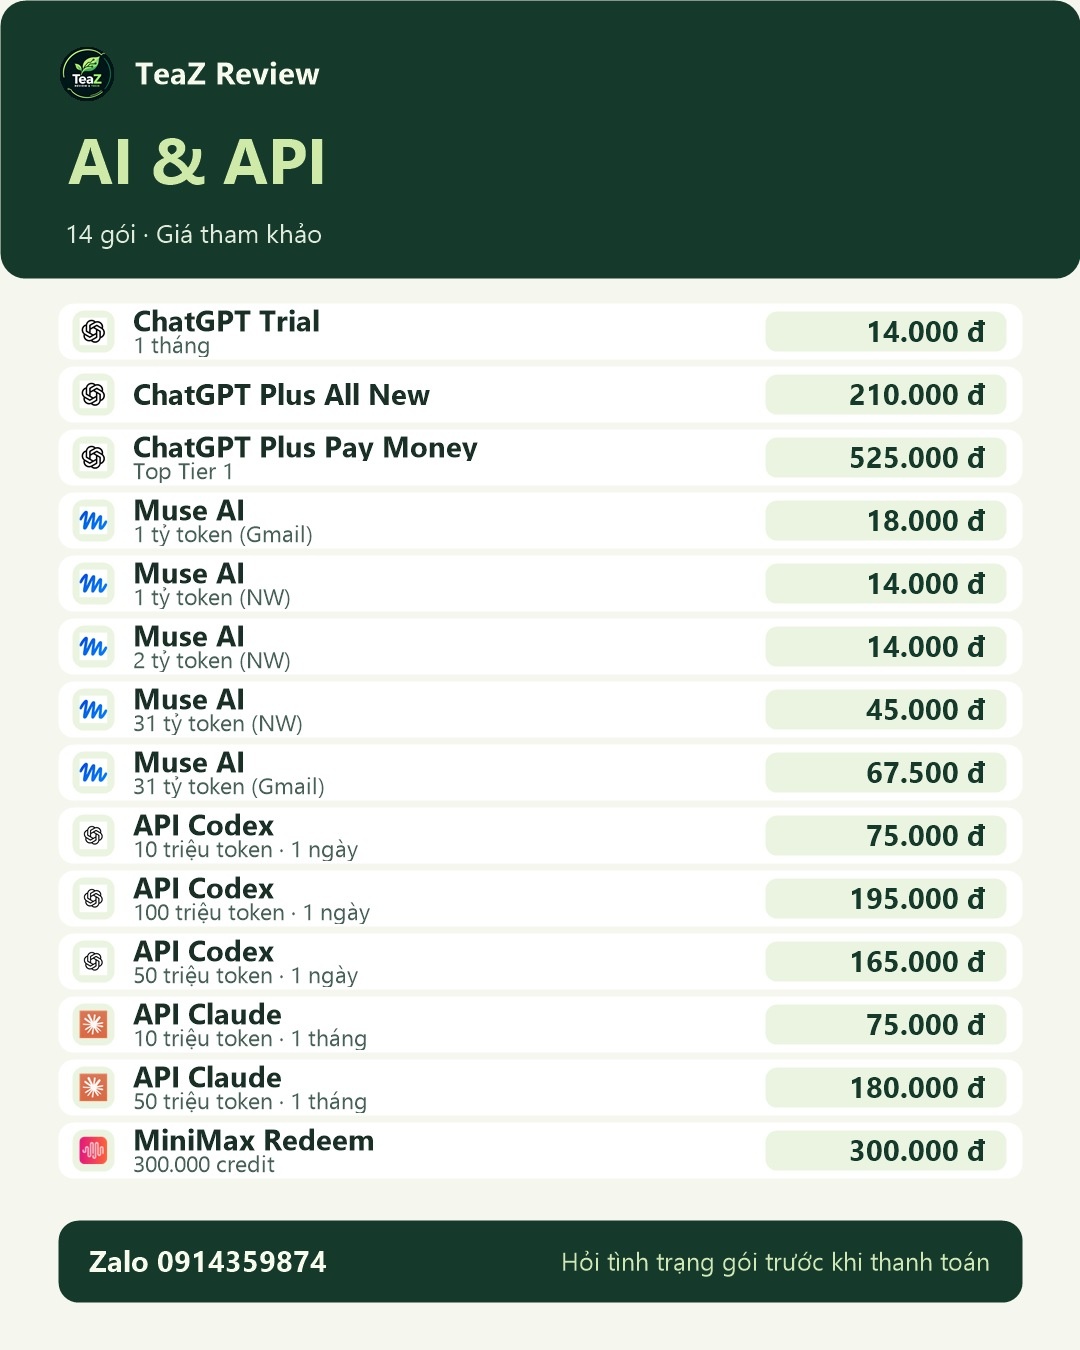 TeaZ
TeaZ Review
AI & API
14 gói · Giá tham khảo
ChatGPT Trial
1 tháng
14.000 đ
ChatGPT Plus All New
210.000 đ
ChatGPT Plus Pay Money
Top Tier 1
525.000 đ
Muse AI
1 tỷ token (Gmail)
18.000 đ
Muse AI
1 tỷ token (NW)
14.000 đ
Muse AI
2 tỷ token (NW)
14.000 đ
Muse AI
31 tỷ token (NW)
45.000 đ
Muse AI
31 tỷ token (Gmail)
67.500 đ
API Codex
10 triệu token · 1 ngày
75.000 đ
API Codex
100 triệu token · 1 ngày
195.000 đ
API Codex
50 triệu token · 1 ngày
165.000 đ
API Claude
10 triệu token · 1 tháng
75.000 đ
API Claude
50 triệu token · 1 tháng
180.000 đ
MiniMax Redeem
300.000 credit
300.000 đ
Zalo 0914359874
Hỏi tình trạng gói trước khi thanh toán